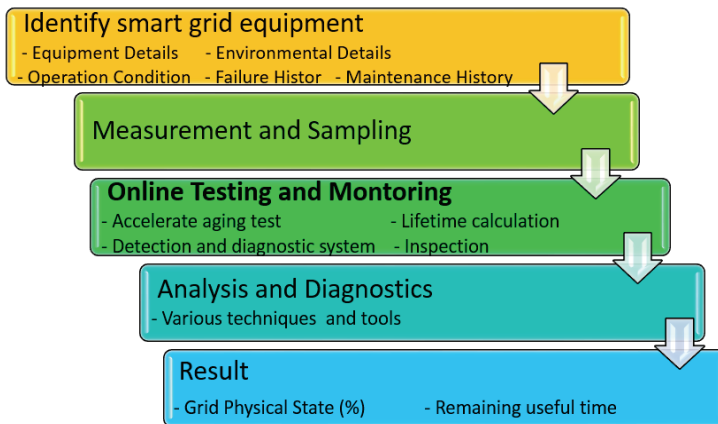 Identify smart grid equipment
- Equipment Details - Environmental Details
- Operation Condition - Failure Histor - Maintenance History
Measurement and Sampling
Online Testing and Montoring
- Accelerate aging test - Lifetime calculation
- Detection and diagnostic system - Inspection
Analysis and Diagnostics
- Various techniques and tools
Result
- Grid Physical State (%) - Remaining useful time